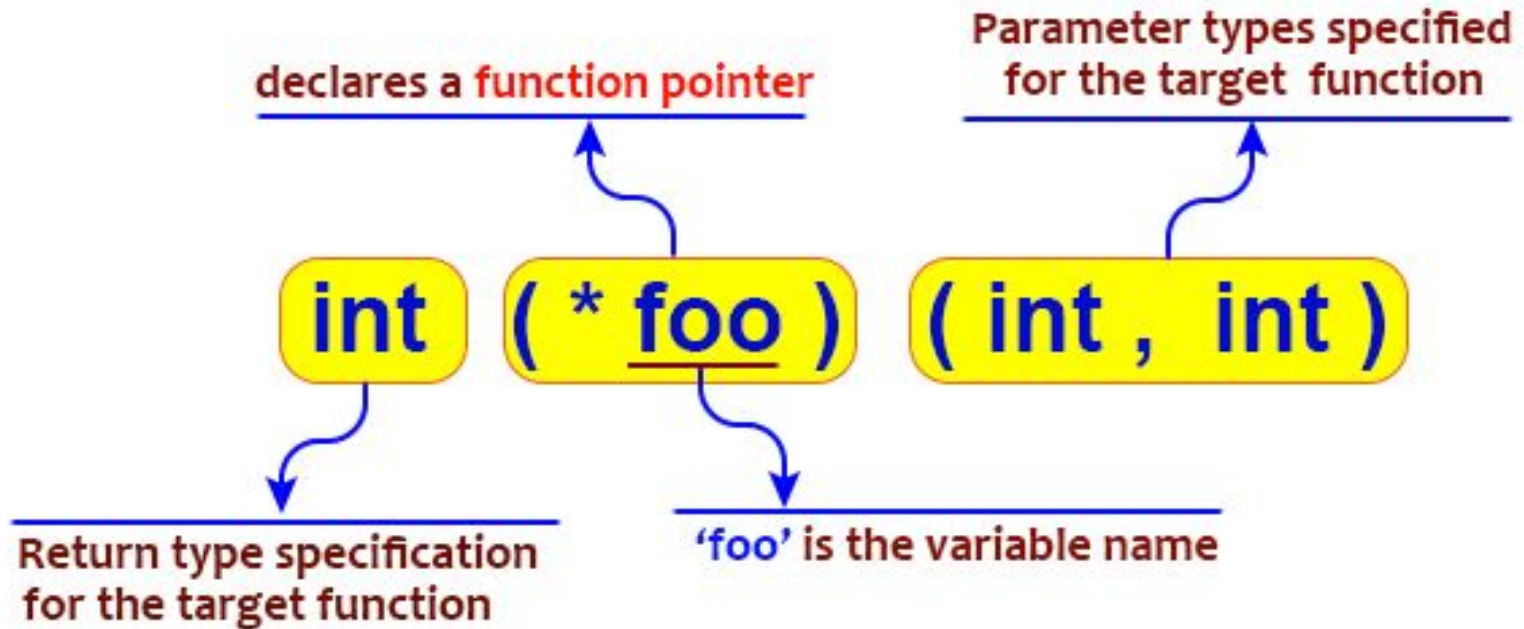 declares a function pointer
Parameter types specified
for the target function
int ( * foo ) ( int , int )
Return type specification
for the target function
‘foo’ is the variable name